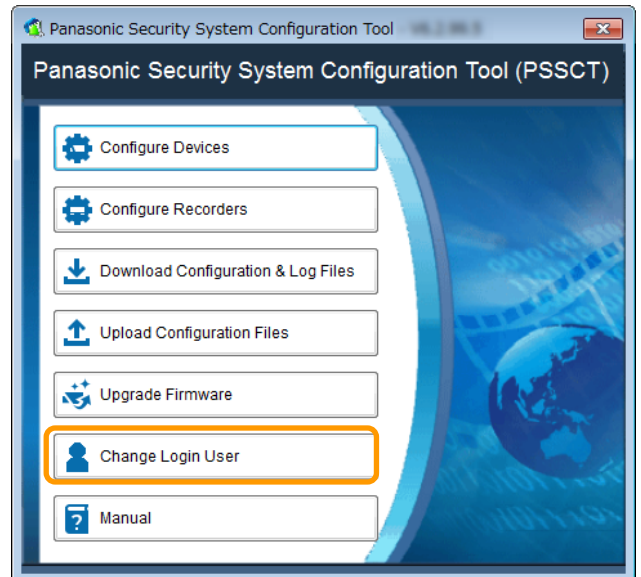 Panasonic Security System Configuration Tool
Panasonic Security System Configuration Tool (PSSCT)
Configure Devices
Configure Recorders
Download Configuration & Log Files
Upload Configuration Files
Upgrade Firmware
Change Login User
Manual